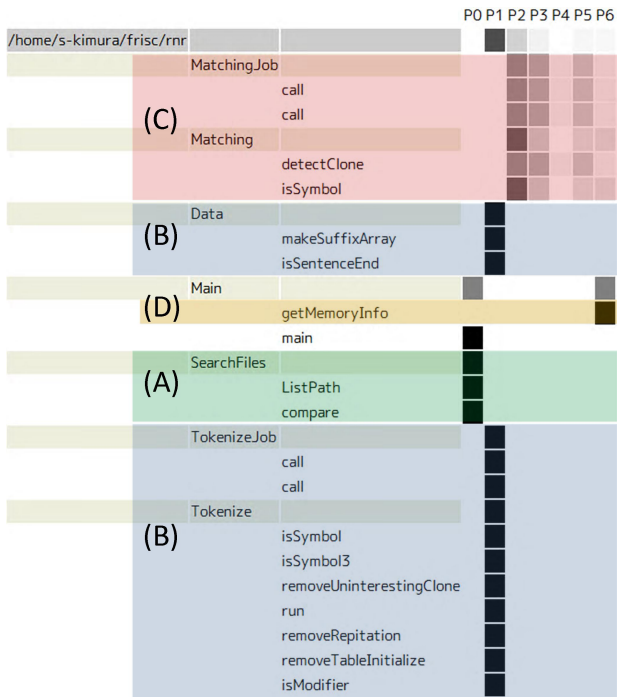 P0 P1 P2 P3 P4 P5 P6
/home/s-kimura/frisc/rnr
MatchingJob
call
call
(C)
Matching
detectClone
isSymbol
Data
(B)
makeSuffixArray
isSentenceEnd
Main
(D)
getMemoryInfo
main
SearchFiles
(A)
ListPath
compare
TokenizeJob
call
call
Tokenize
(B)
isSymbol
isSymbol3
removeUninterestingClone
run
removeRepitation
removeTableInitialize
isModifier